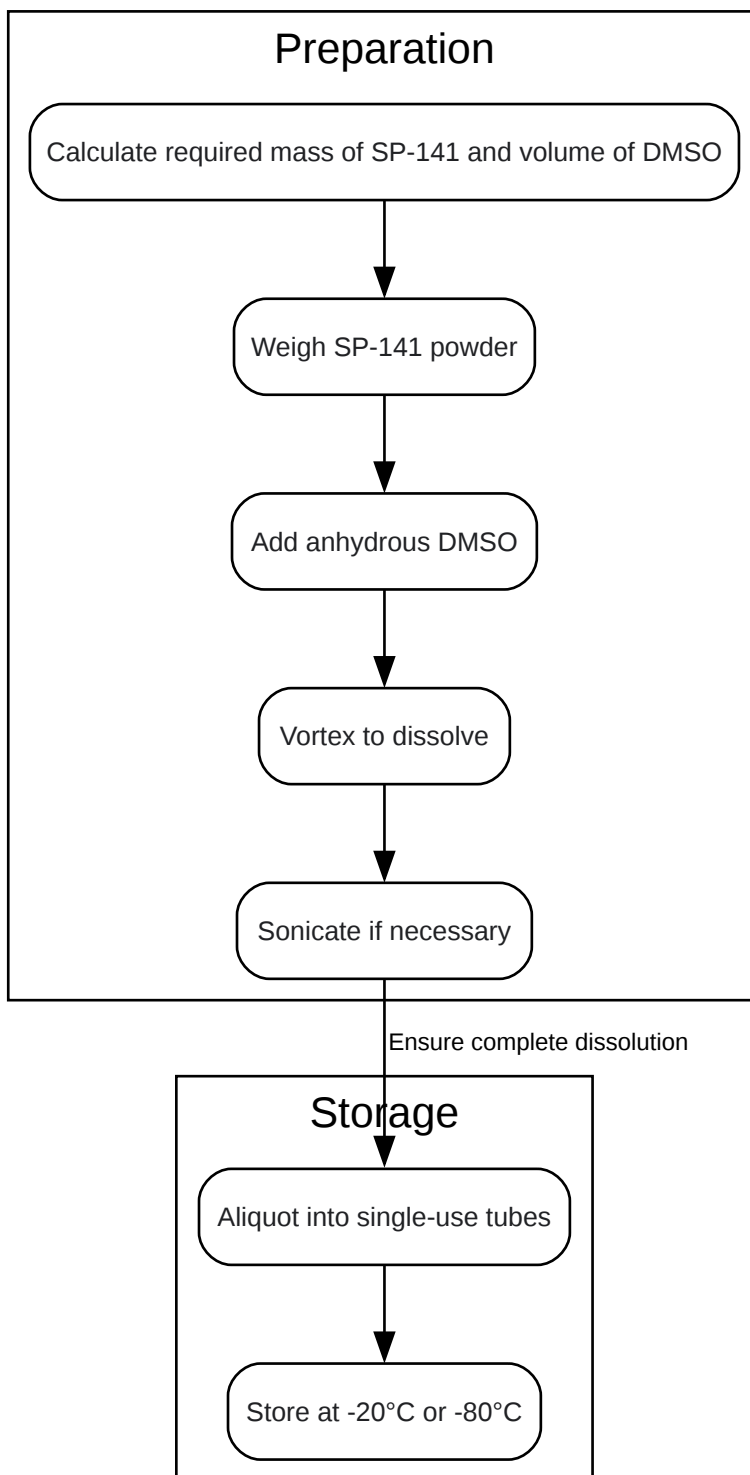 Preparation
Calculate required mass of SP-141 and volume of DMSO
Weigh SP-141 powder
Add anhydrous DMSO
Vortex to dissolve
Sonicate if necessary
Ensure complete dissolution
Storage
Aliquot into single-use tubes
Store at -20°C or -80°C